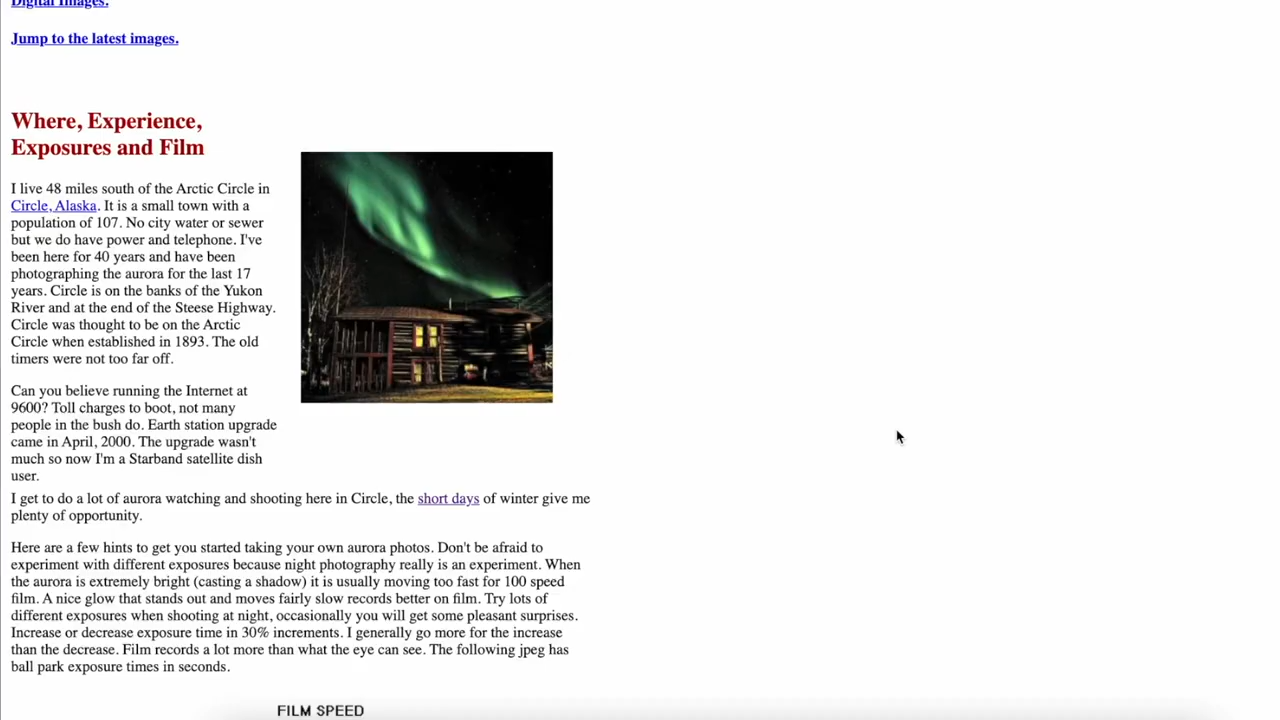 Digital Images.
Jump to the latest images.
Where, Experience,
Exposures and Film
I live 48 miles south of the Arctic Circle in
Circle, Alaska. It is a small town with a
population of 107. No city water or sewer
but we do have power and telephone. I've
been here for 40 years and have been
photographing the aurora for the last 17
years. Circle is on the banks of the Yukon
River and at the end of the Steese Highway.
Circle was thought to be on the Arctic
Circle when established in 1893. The old
timers were not too far off.
Can you believe running the Internet at
9600? Toll charges to boot, not many
people in the bush do. Earth station upgrade
came in April, 2000. The upgrade wasn't
much so now I'm a Starband satellite dish
user.
I get to do a lot of aurora watching and shooting here in Circle, the short days of winter give me
plenty of opportunity.
Here are a few hints to get you started taking your own aurora photos. Don't be afraid to
experiment with different exposures because night photography really is an experiment. When
the aurora is extremely bright (casting a shadow) it is usually moving too fast for 100 speed
film. A nice glow that stands out and moves fairly slow records better on film. Try lots of
different exposures when shooting at night, occasionally you will get some pleasant surprises.
Increase or decrease exposure time in 30% increments. I generally go more for the increase
than the decrease. Film records a lot more than what the eye can see. The following jpeg has
ball park exposure times in seconds.
FILM SPEED